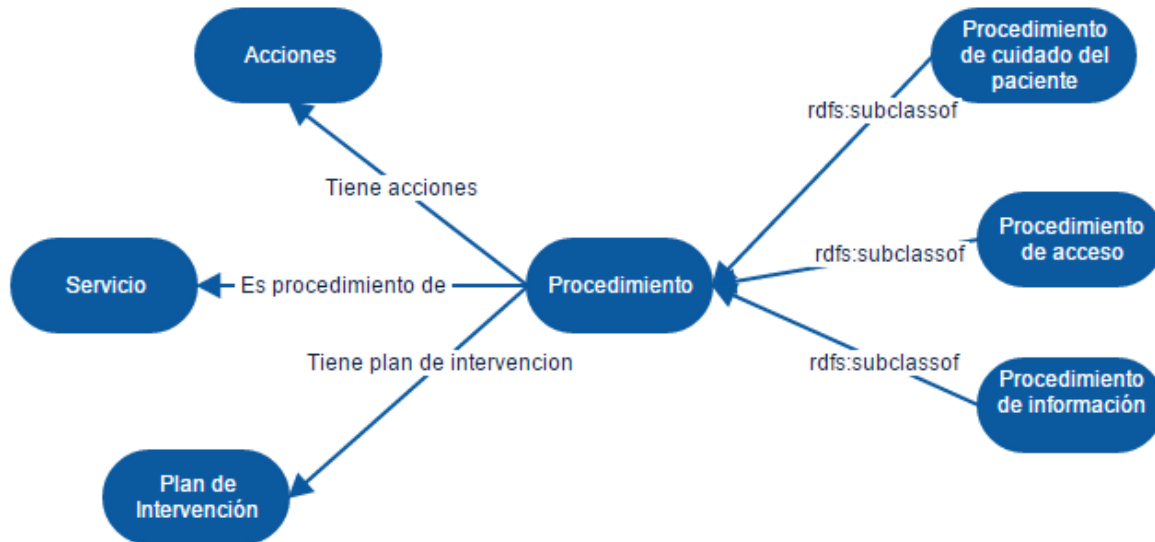 Acciones
Procedimiento
de cuidado del
paciente
rdfs:subclassof
Tiene acciones
Procedimiento
de acceso
rdfs:subclassof
Servicio
Es procedimiento de
Procedimiento
Tiene plan de intervencion
rdfs:subclassof
Procedimiento
de información
Plan de
Intervención